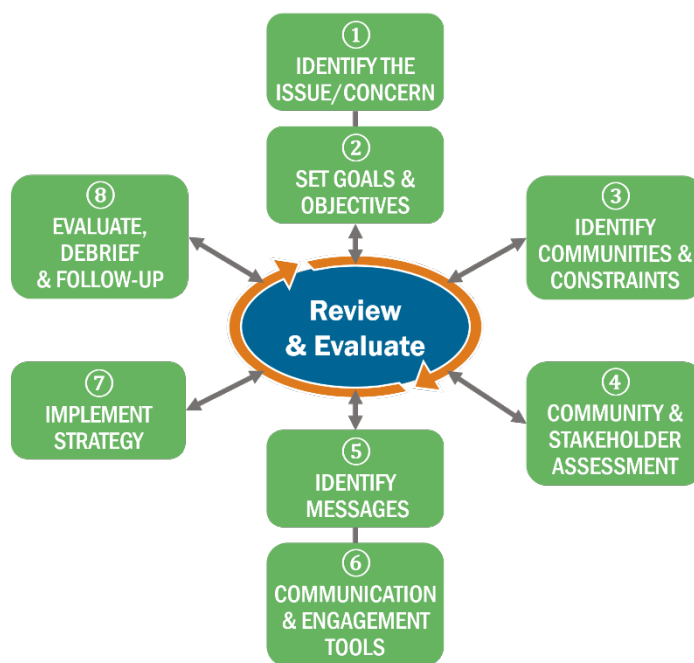 ①
IDENTIFY THE
ISSUE/CONCERN
②
SET GOALS &
OBJECTIVES
③
IDENTIFY
COMMUNITIES &
CONSTRAINTS
④
COMMUNITY &
STAKEHOLDER
ASSESSMENT
⑤
IDENTIFY
MESSAGES
⑥
COMMUNICATION
& ENGAGEMENT
TOOLS
⑦
IMPLEMENT
STRATEGY
⑧
EVALUATE,
DEBRIEF
& FOLLOW-UP
Review
& Evaluate